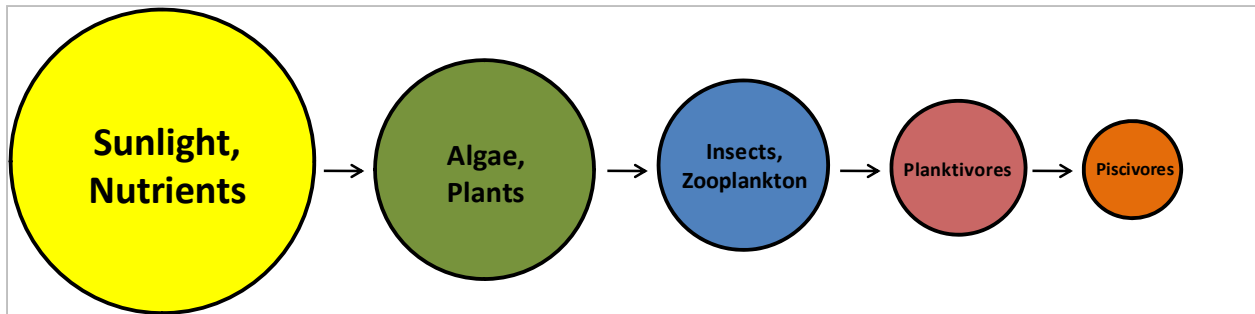 Sunlight,
Nutrients
Algae,
Plants
Insects,
Zooplankton
Planktivores
Piscivores